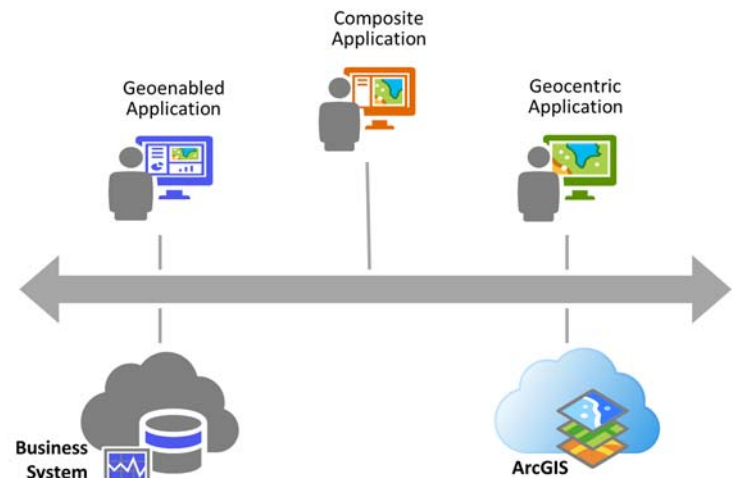 Composite
Application
Geoenabled
Application
Geocentric
Application
Business
System
ArcGIS